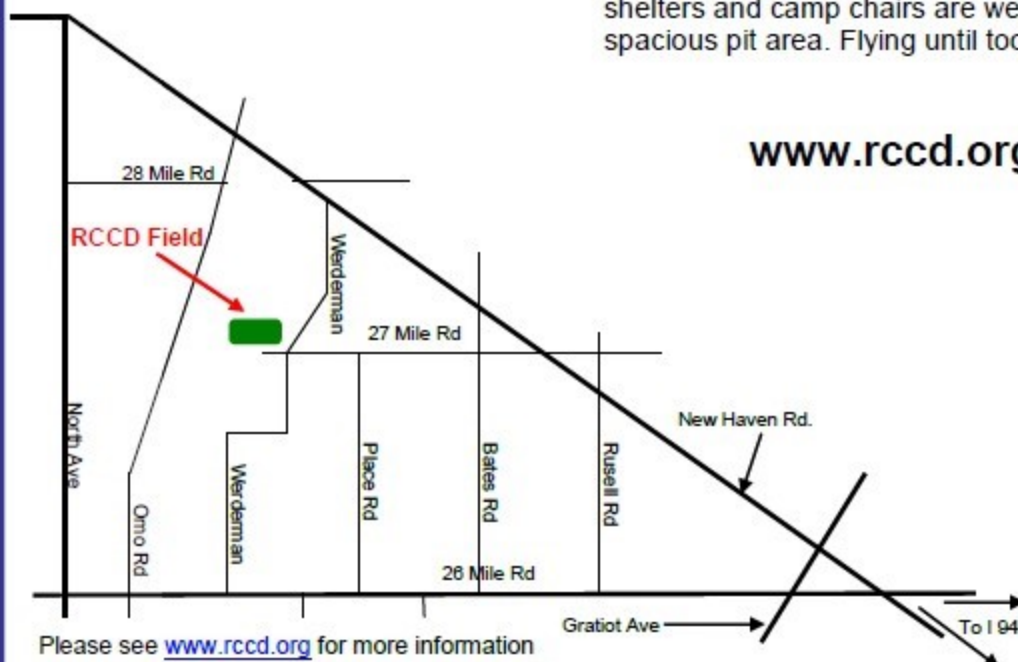 shelters and camp chairs are we
spacious pit area. Flying until too
www.rccd.org
28 Mile Rd
RCCD Field
Werderman
27 Mile Rd
New Haven Rd.
North Ave
Omo Rd
Werderman
Place Rd
Bates Rd
Rusell Rd
26 Mile Rd
Gratiot Ave
To I 94
Please see www.rccd.org for more information